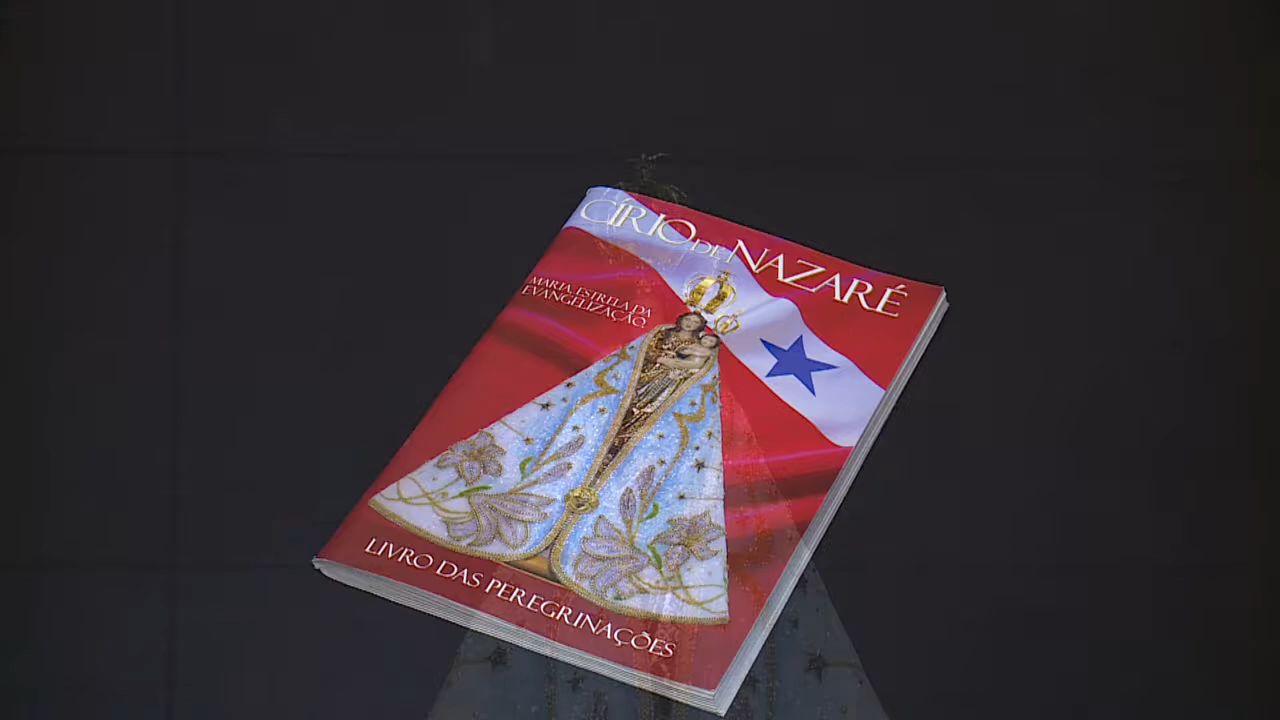 CÍRIO DE NAZARÉ
MARIA, ESTRELA DA
EVANGELIZAÇÃO
LIVRO DAS PEREGRINAÇÕES